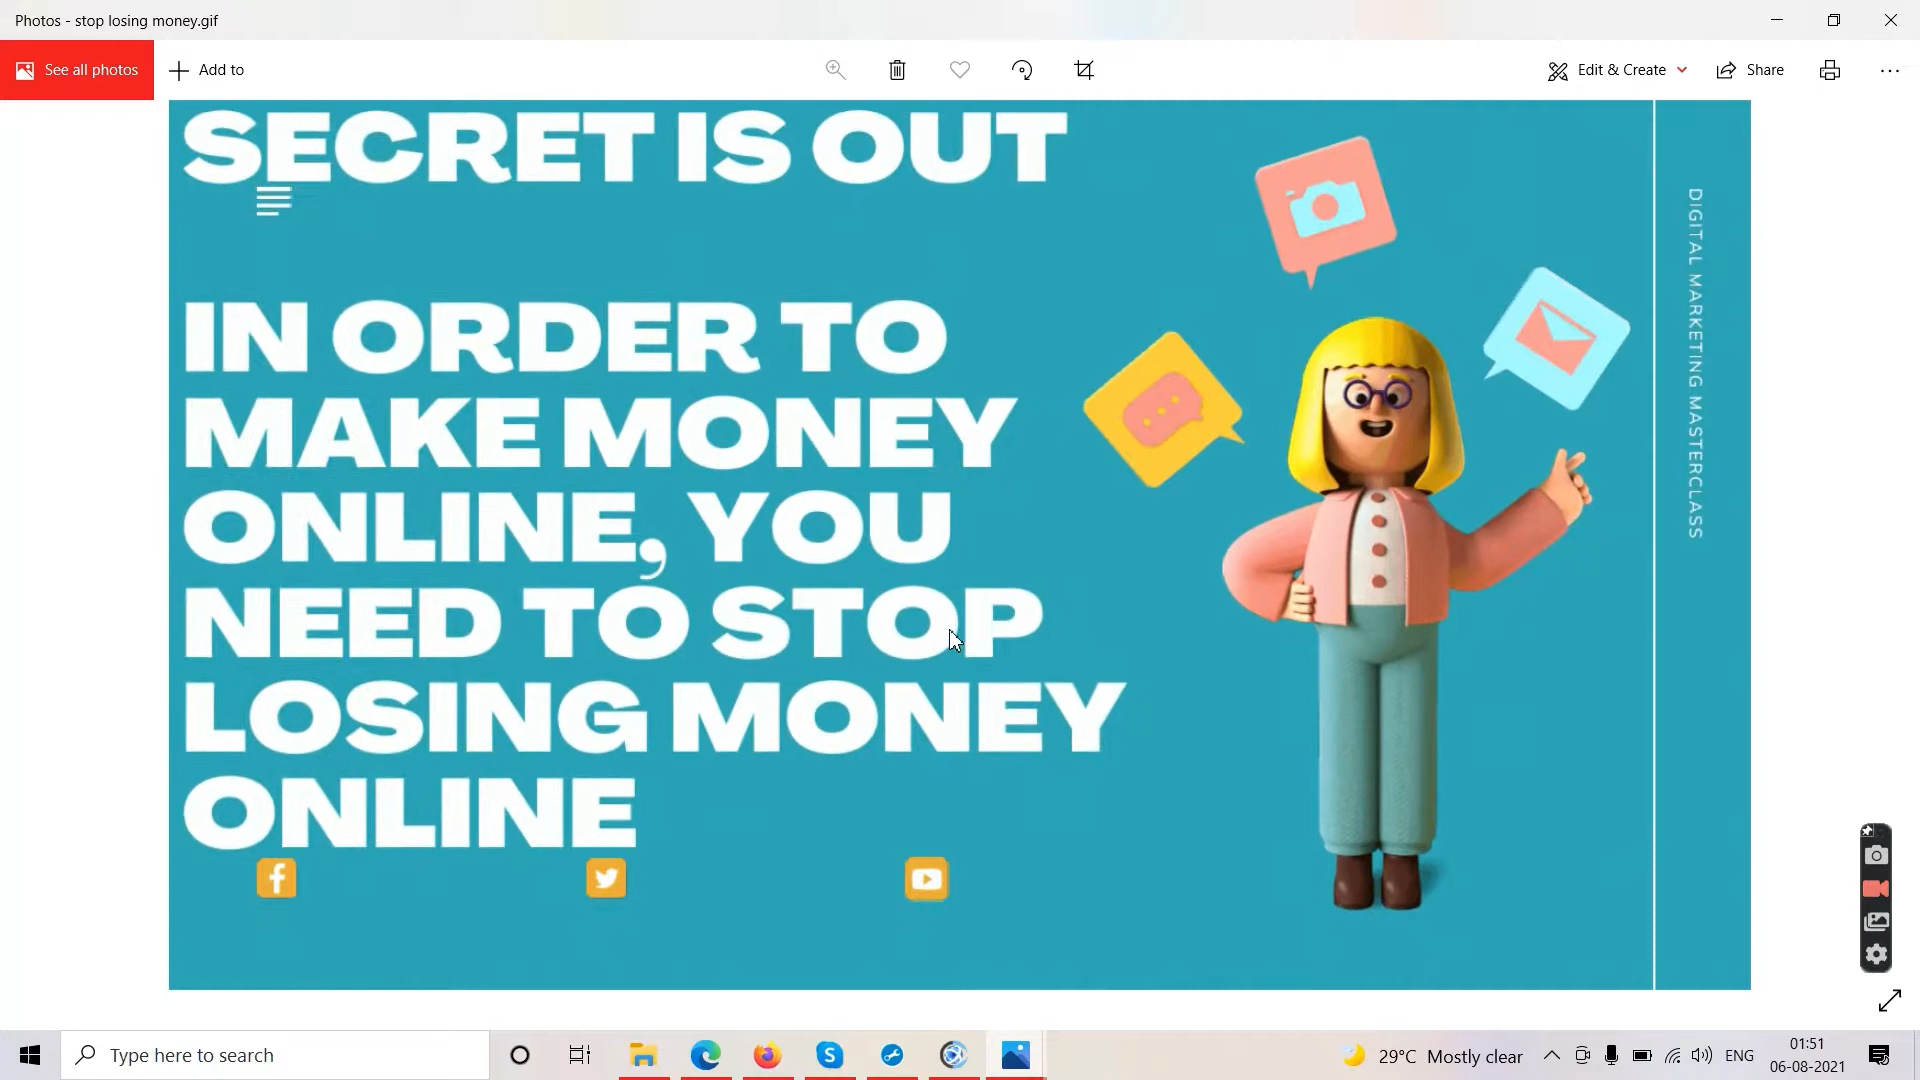 Photos - stop losing money.gif
See all photos
Add to
Edit & Create
Share
SECRET IS OUT
IN ORDER TO
MAKE MONEY
ONLINE, YOU
NEED TO STOP
LOSING MONEY
ONLINE
DIGITAL MARKETING MASTERCLASS
Type here to search
29°C Mostly clear
ENG
01:51
06-08-2021